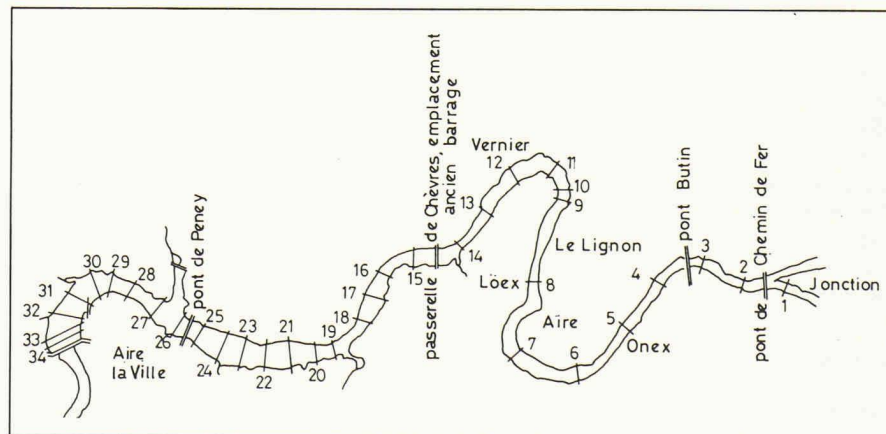 passerelle de Chèvres, emplacement
ancien barrage
Vernier
12
11
10
9
13
14
Le Lignon
Löex
8
Aïre
7
6
5
Onex
4
pont Butin
3
2
pont de Chemin de Fer
1
Jonction
15
16
17
18
19
20
21
22
23
24
25
pont de Peney
26
27
28
29
30
31
32
33
34
Aire
la Ville